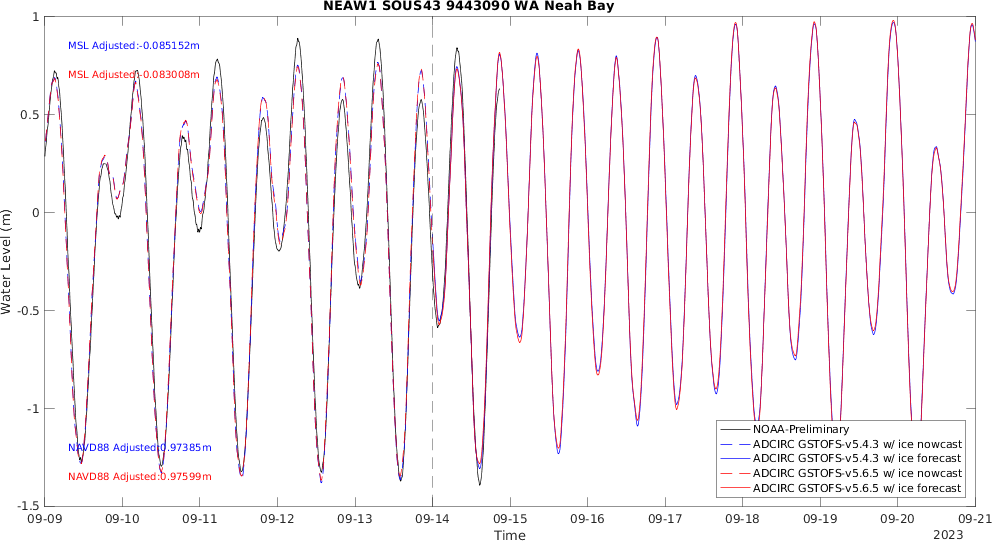 NEAW1 SOUS43 9443090 WA Neah Bay
MSL Adjusted:-0.085152m
MSL Adjusted:-0.083008m
NAVD88 Adjusted:0.97385m
NAVD88 Adjusted:0.97599m
Water Level (m)
1
0.5
0
-0.5
-1
-1.5
NOAA-Preliminary
ADCIRC GSTOFS-v5.4.3 w/ ice nowcast
ADCIRC GSTOFS-v5.4.3 w/ ice forecast
ADCIRC GSTOFS-v5.6.5 w/ ice nowcast
ADCIRC GSTOFS-v5.6.5 w/ ice forecast
09-09 09-10 09-11 09-12 09-13 09-14 09-15 09-16 09-17 09-18 09-19 09-20 09-21
Time
2023